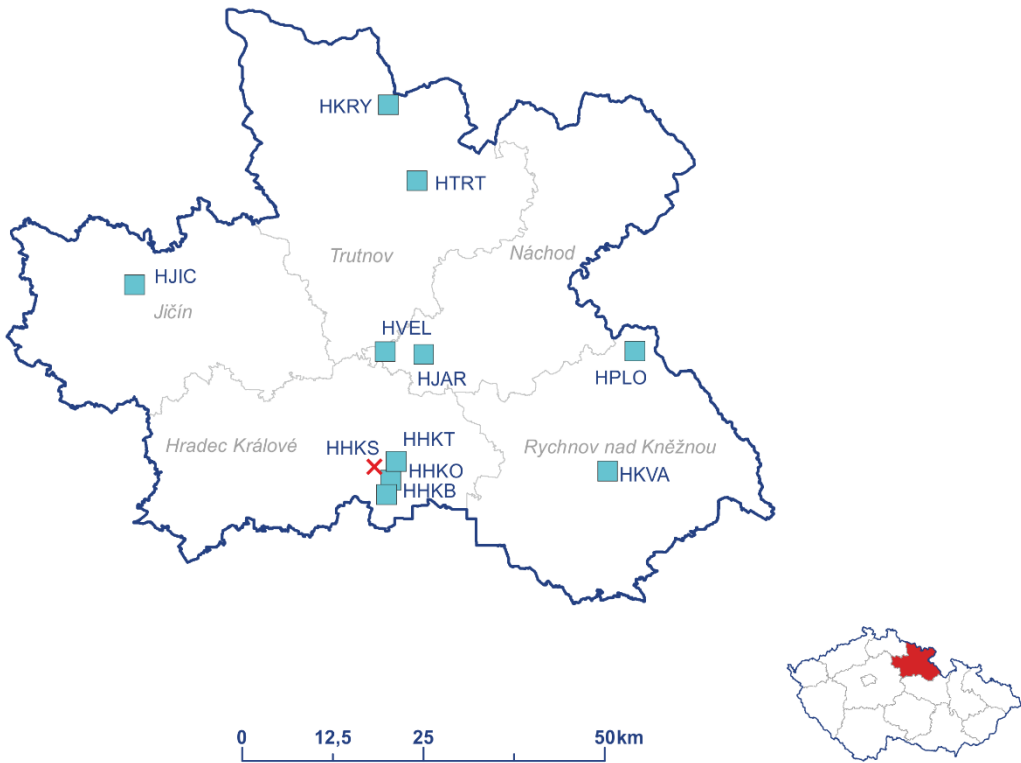 HKRY
HTRT
Trutnov
Náchod
HJIC
Jičín
HVEL
HJAR
HPLO
Hradec Králové
HHKS
HHKT
HHKO
HHKB
Rychnov nad Kněžnou
HKVA
0 12,5 25 50km